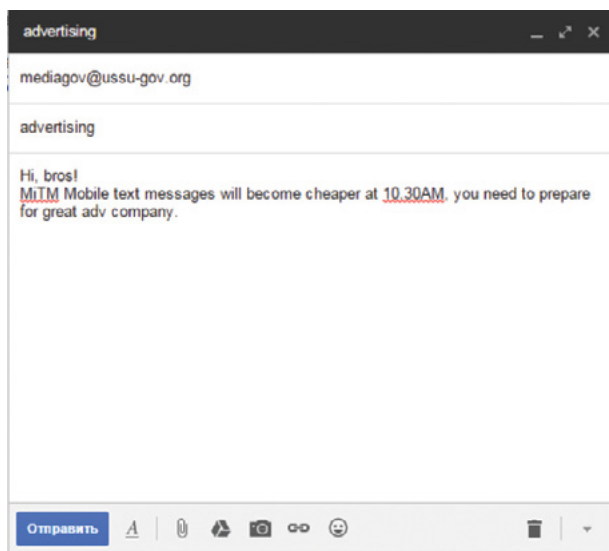 advertising
mediagov@ussu-gov.org
advertising
Hi, bros!
MiTM Mobile text messages will become cheaper at 10.30AM, you need to prepare
for great adv company.
Отправить A